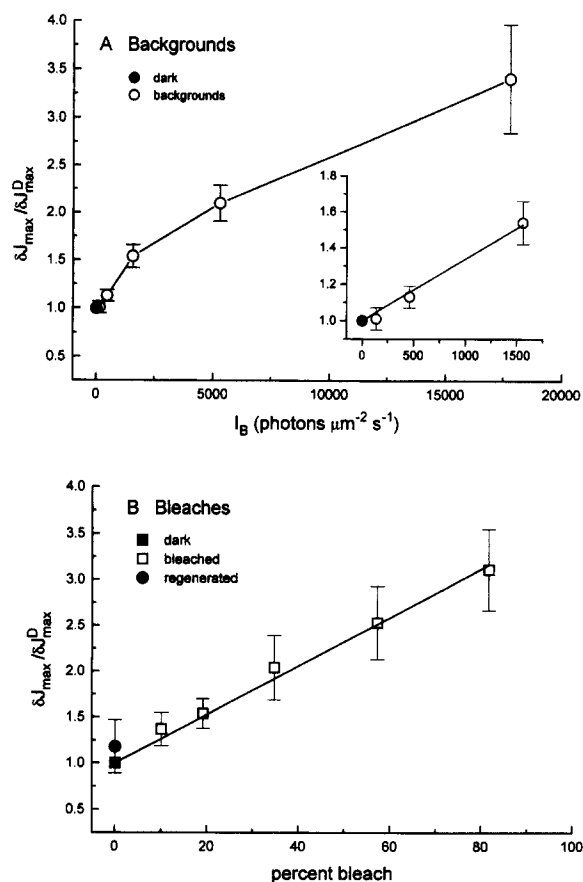 A Backgrounds
dark
backgrounds
4.0
3.5
3.0
2.5
2.0
1.5
1.0
0.5
δJmax /δJᴰmax
1.8
1.6
1.4
1.2
1.0
0 500 1000 1500
0 5000 10000 15000 20000
I_B (photons μm⁻² s⁻¹)
B Bleaches
dark
bleached
regenerated
4.0
3.5
3.0
2.5
2.0
1.5
1.0
0.5
δJmax /δJᴰmax
0 20 40 60 80 100
percent bleach